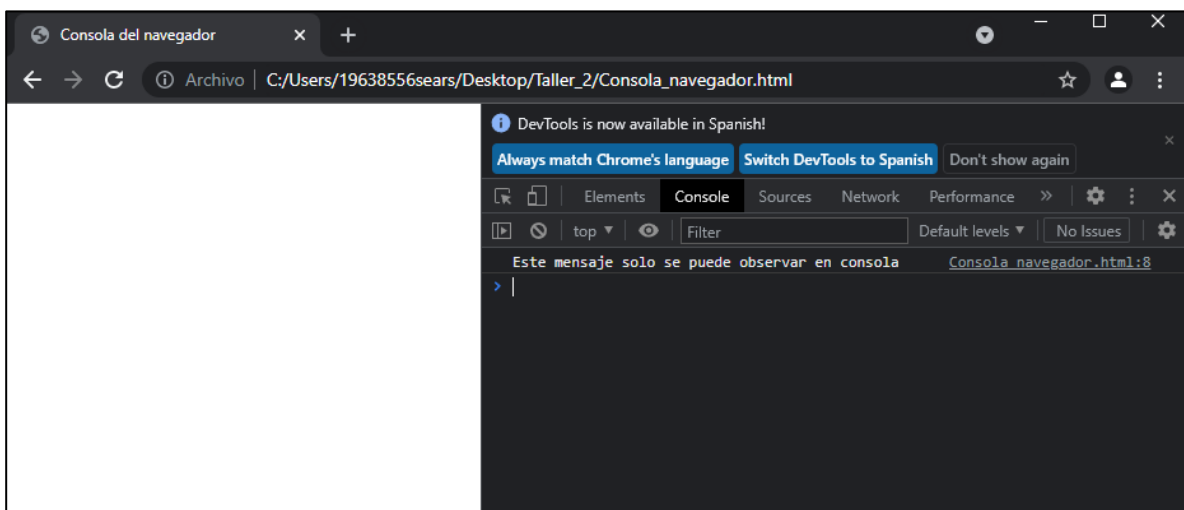 Consola del navegador
Archivo C:/Users/19638556sears/Desktop/Taller_2/Consola_navegador.html
DevTools is now available in Spanish!
Always match Chrome's language Switch DevTools to Spanish Don't show again
Elements Console Sources Network Performance
top Filter Default levels No Issues
Este mensaje solo se puede observar en consola Consola_navegador.html:8